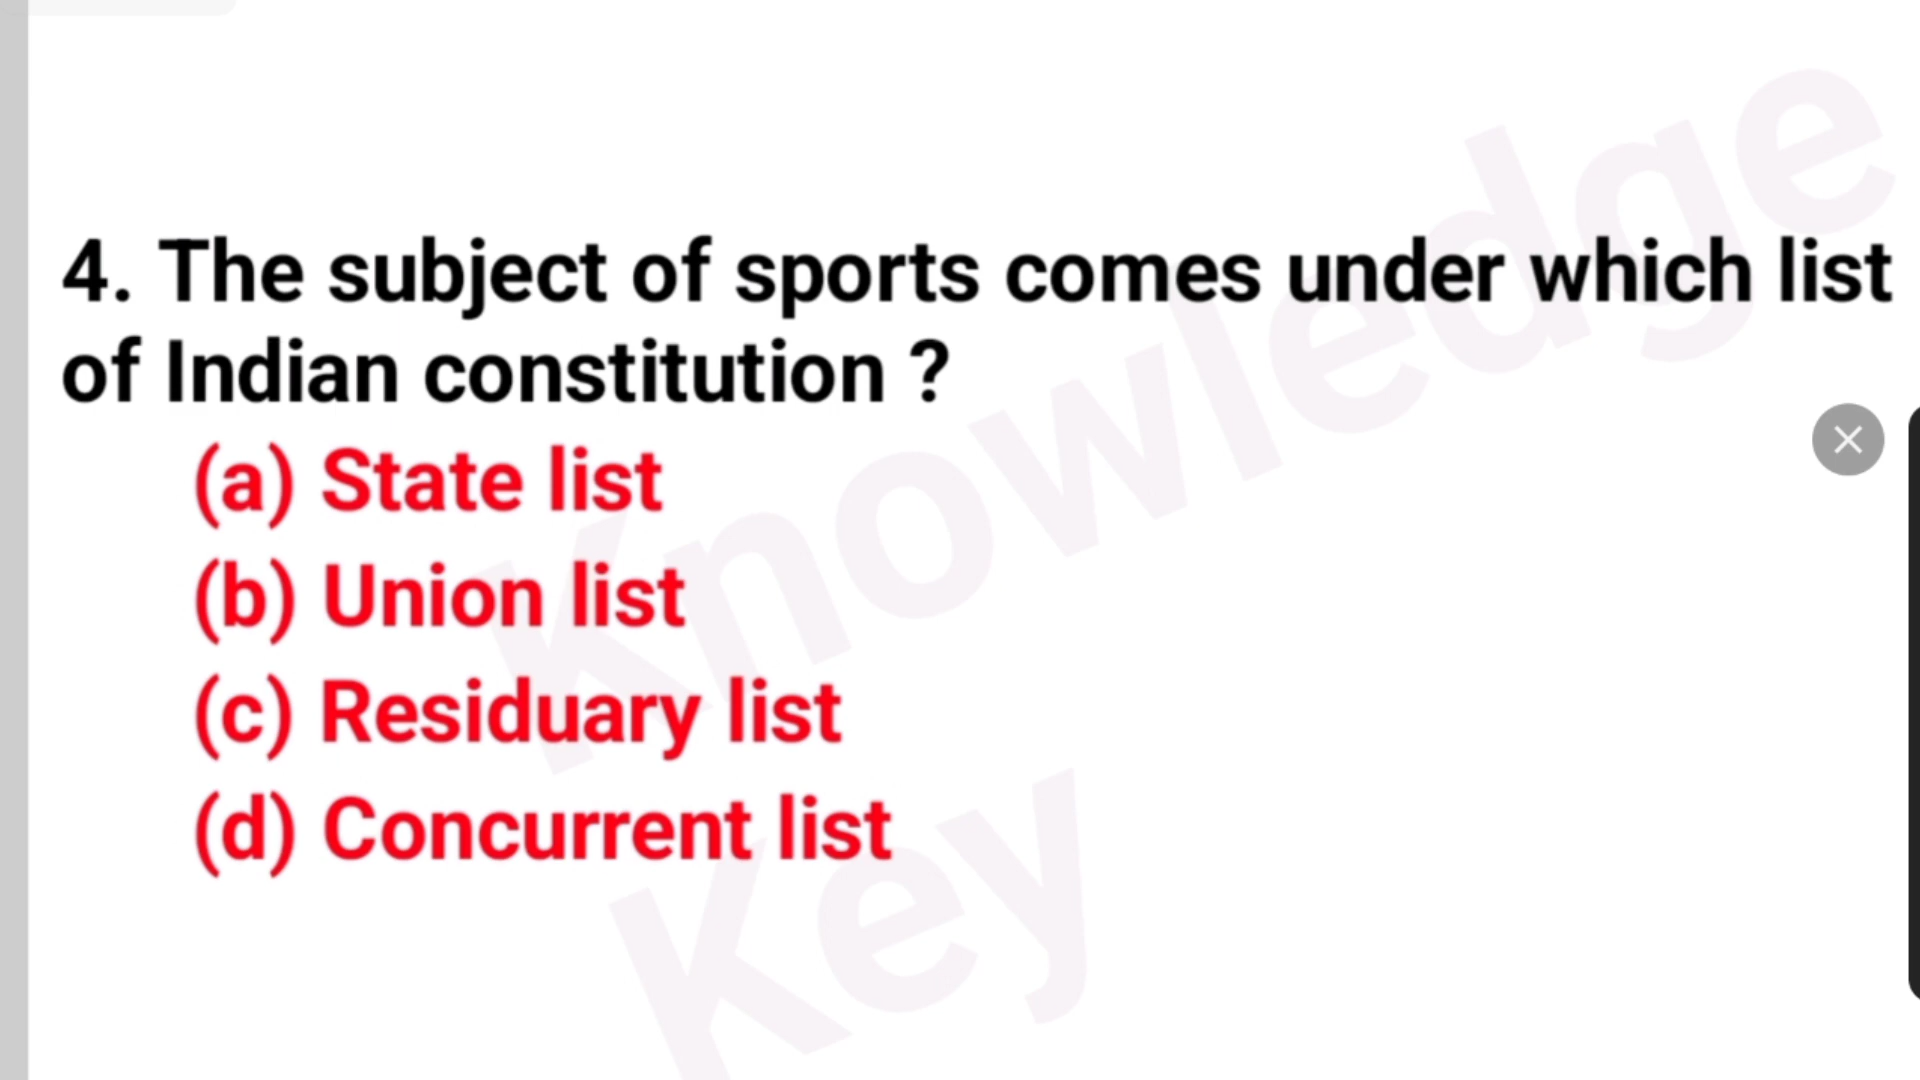 4. The subject of sports comes under which list
of Indian constitution ?
(a) State list
(b) Union list
(c) Residuary list
(d) Concurrent list
Knowledge
Key